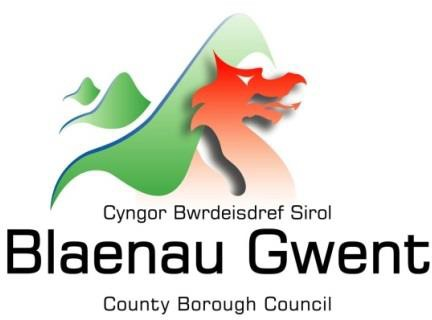 Cyngor Bwrdeisdref Sirol
Blaenau Gwent
County Borough Council